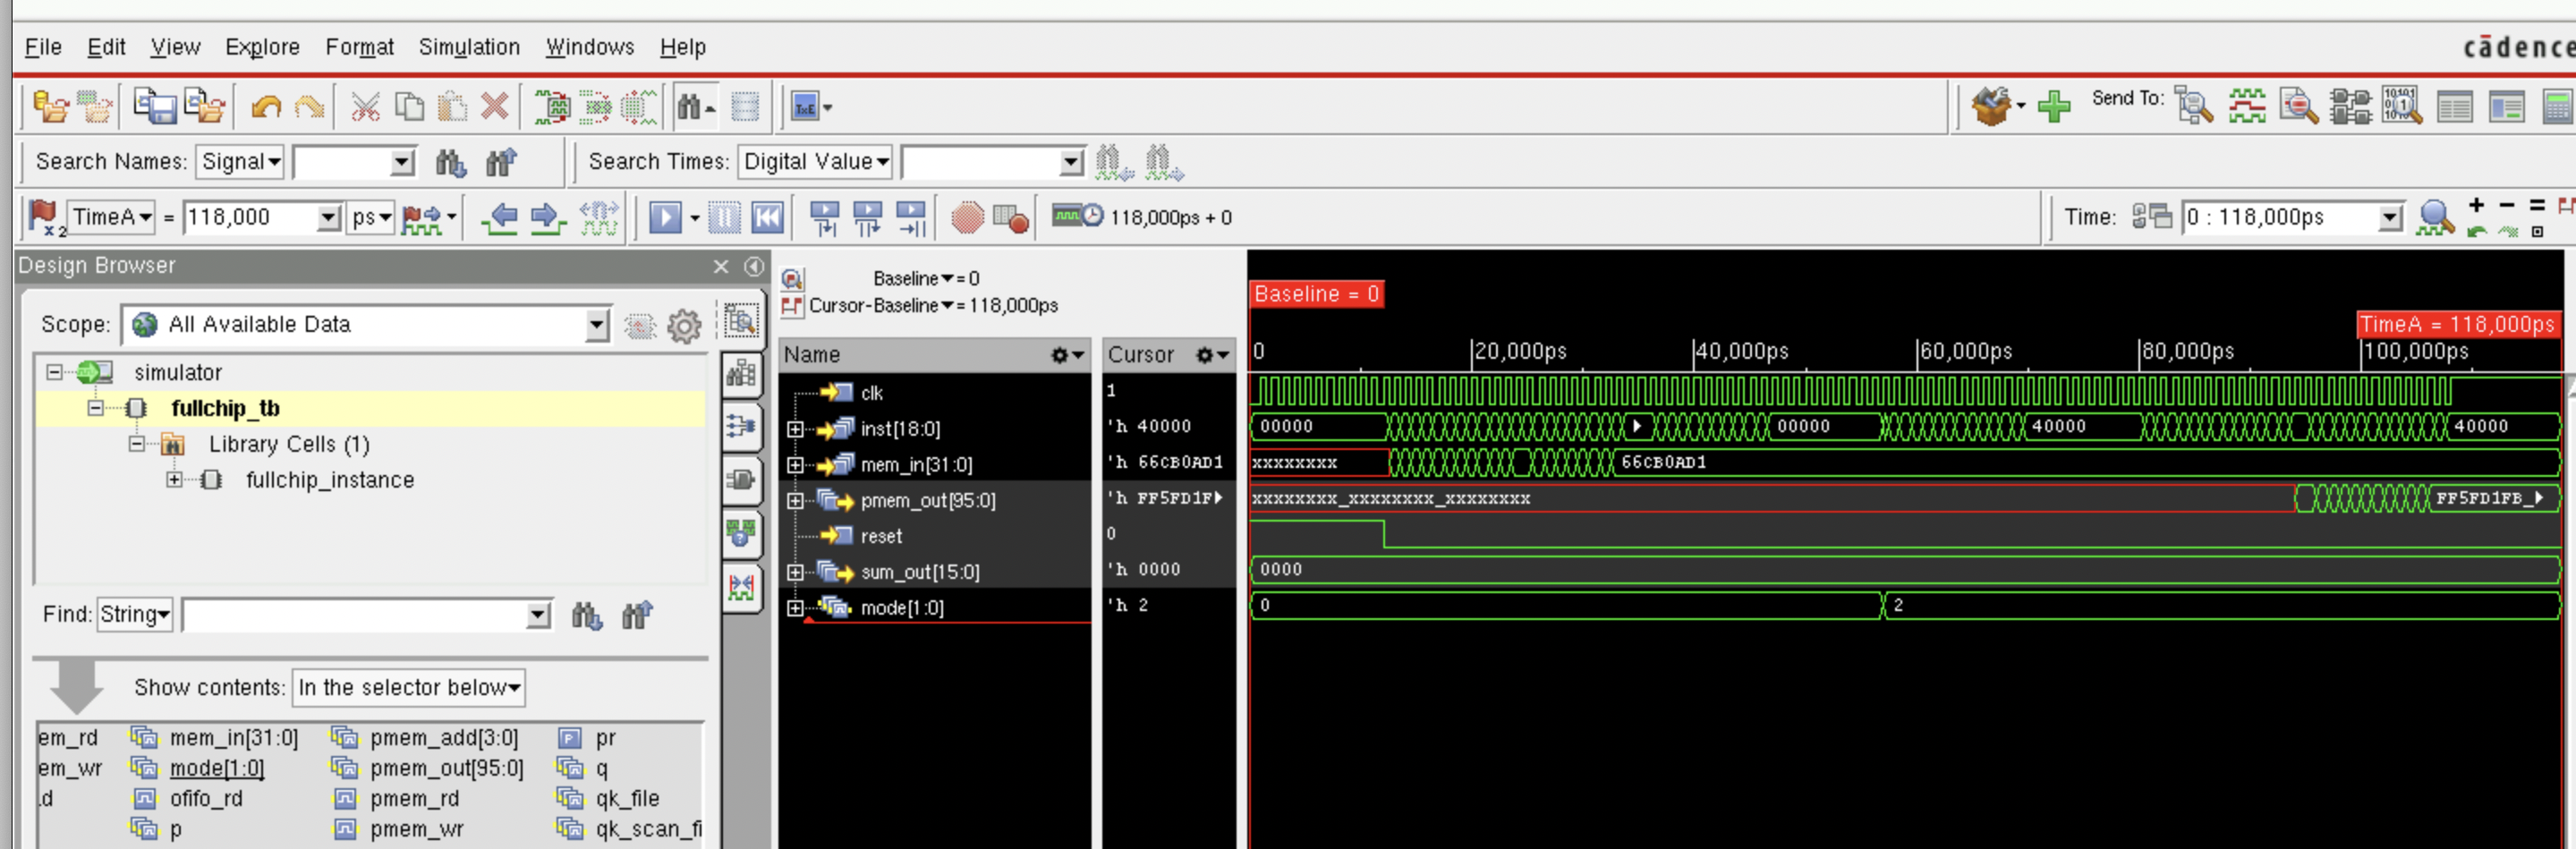 File Edit View Explore Format Simulation Windows Help
cādence
TxE
Send To:
Search Names: Signal
Search Times: Digital Value
x2 TimeA = 118,000 ps
118,000ps + 0
Time: 0 : 118,000ps
Design Browser
Scope: All Available Data
simulator
fullchip_tb
Library Cells (1)
fullchip_instance
Find: String
Show contents: In the selector below
em_rd mem_in[31:0] pmem_add[3:0] pr
em_wr mode[1:0] pmem_out[95:0] q
.d ofifo_rd pmem_rd qk_file
p pmem_wr qk_scan_fi
Baseline = 0
Cursor-Baseline = 118,000ps
Name Cursor
clk 1
inst[18:0] 'h 40000
mem_in[31:0] 'h 66CB0AD1
pmem_out[95:0] 'h FF5FD1F
reset 0
sum_out[15:0] 'h 0000
mode[1:0] 'h 2
Baseline = 0
TimeA = 118,000ps
0 20,000ps 40,000ps 60,000ps 80,000ps 100,000ps
00000 00000 40000 40000
xxxxxxxx 66CB0AD1
xxxxxxxx_xxxxxxxx_xxxxxxxx FF5FD1FB_
0000
0 2